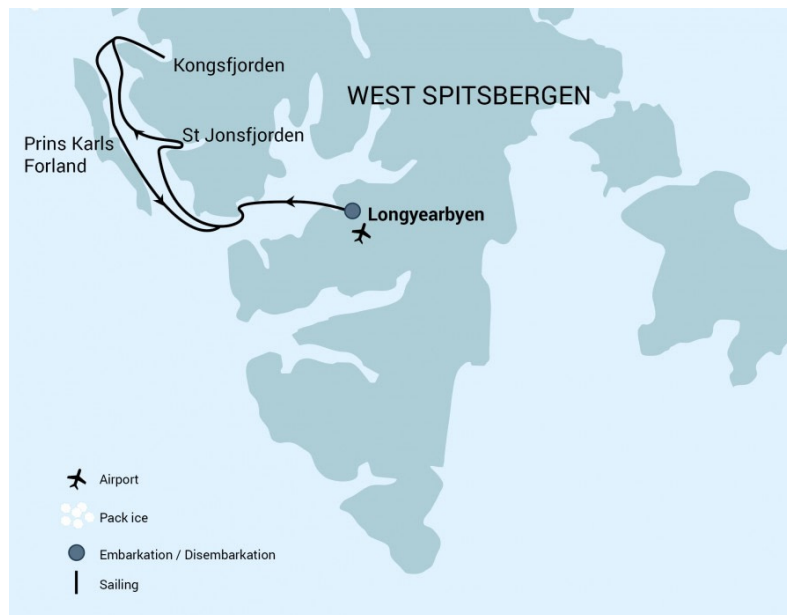 Kongsfjorden
WEST SPITSBERGEN
St Jonsfjorden
Prins Karls
Forland
Longyearbyen
Airport
Pack ice
Embarkation / Disembarkation
Sailing